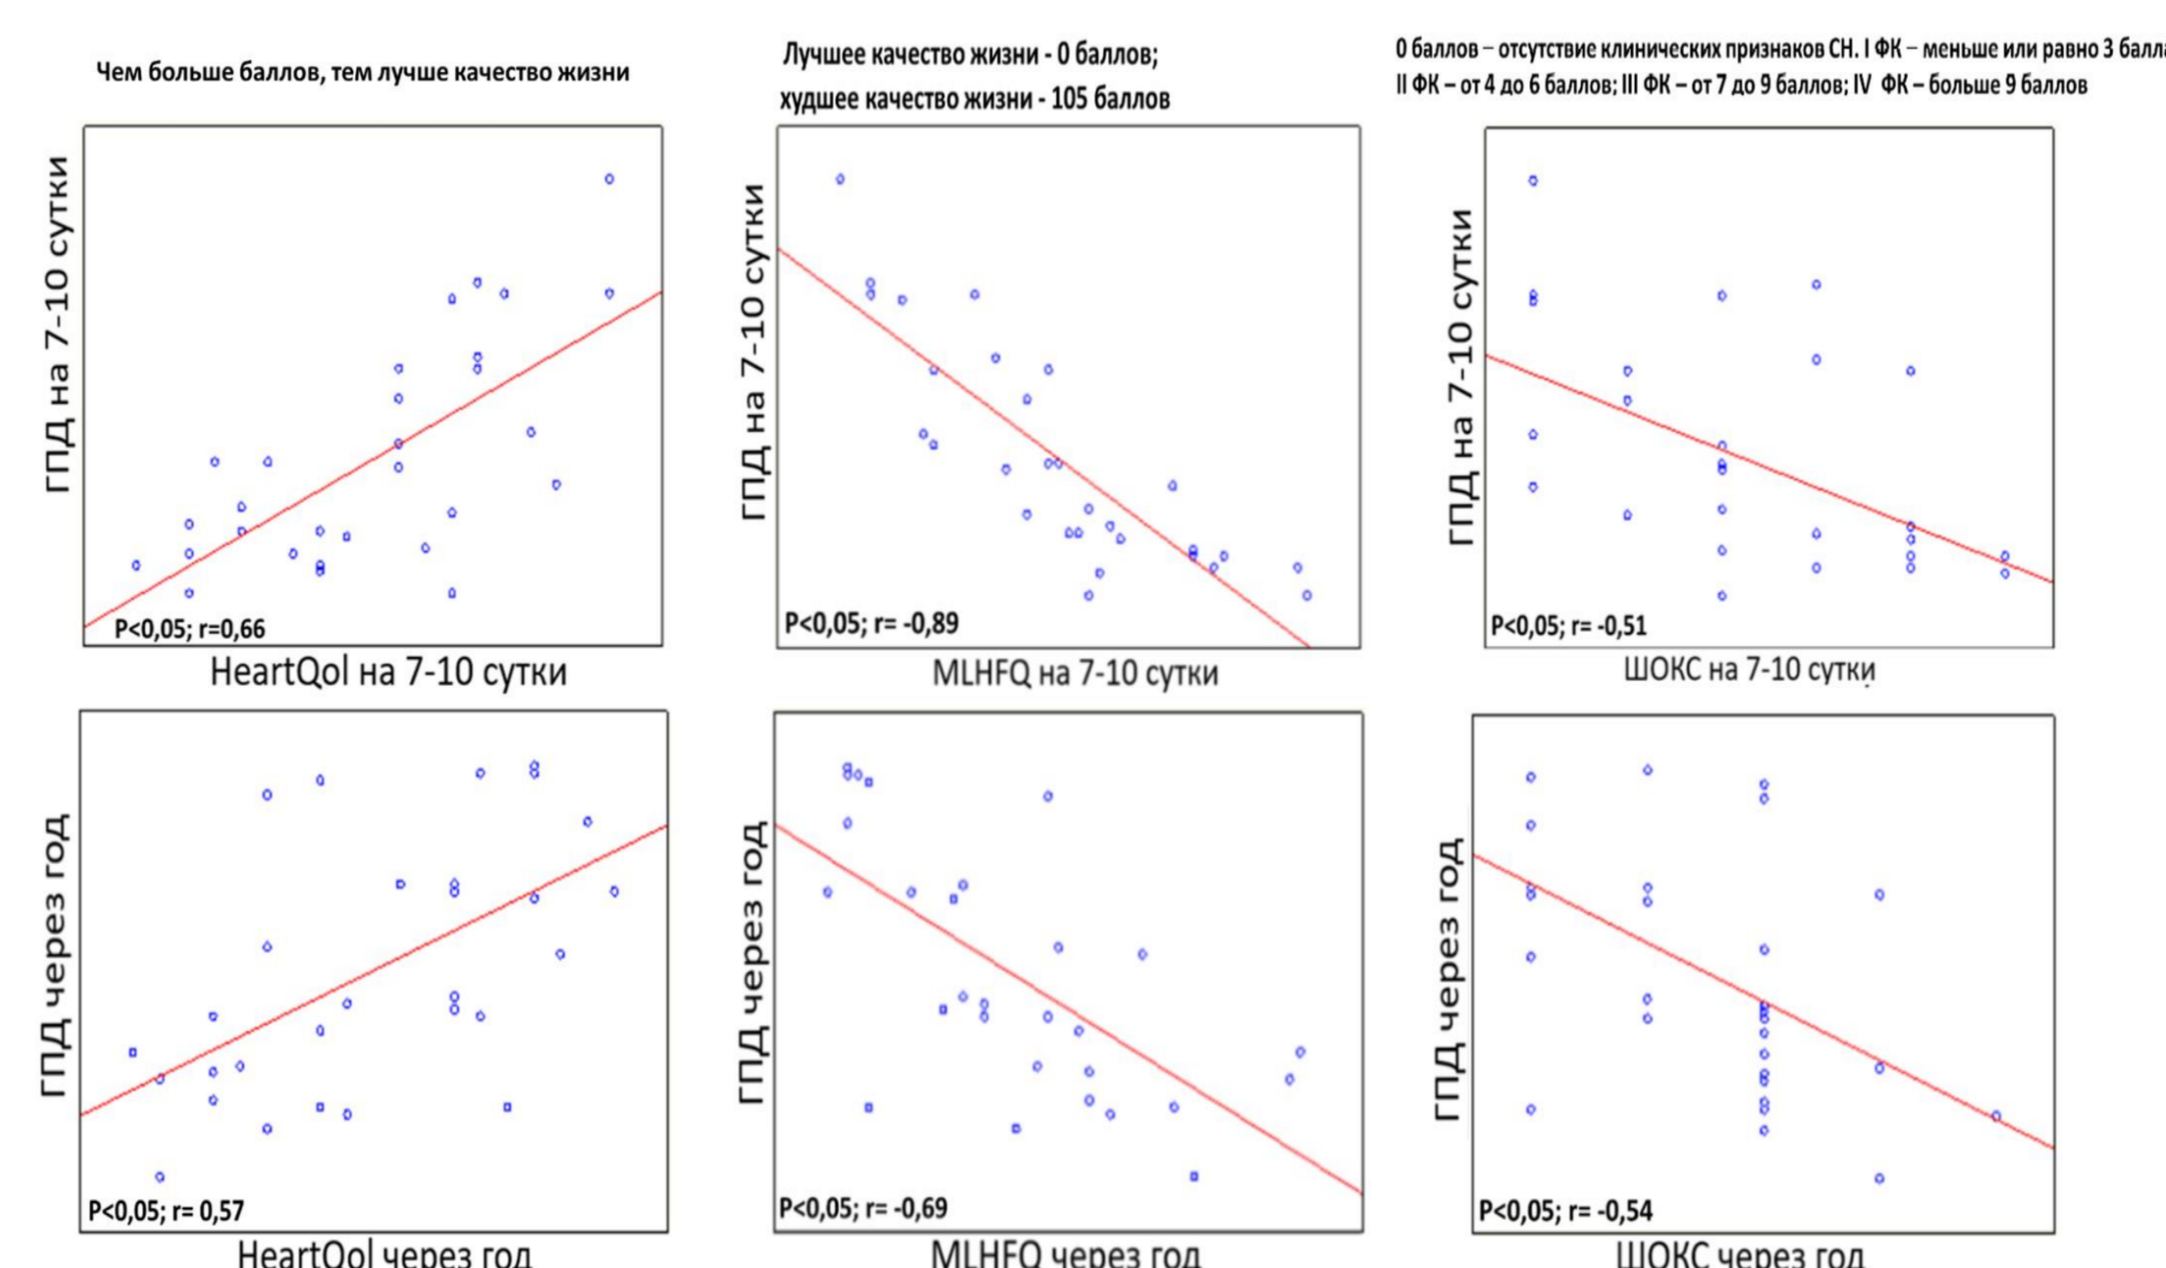 Чем больше баллов, тем лучше качество жизни
Лучшее качество жизни - 0 баллов;
худшее качество жизни - 105 баллов
0 баллов – отсутствие клинических признаков СН. I ФК – меньше или равно 3
II ФК – от 4 до 6 баллов; III ФК – от 7 до 9 баллов; IV ФК – больше 9 баллов
ГПД на 7-10 сутки
P<0,05; r=0,66
HeartQol на 7-10 сутки
ГПД на 7-10 сутки
P<0,05; r= -0,89
MLHFQ на 7-10 сутки
ГПД на 7-10 сутки
P<0,05; r= -0,51
ШОКС на 7-10 сутки
ГПД через год
P<0,05; r= 0,57
HeartQol через год
ГПД через год
P<0,05; r= -0,69
MLHFQ через год
ГПД через год
P<0,05; r= -0,54
ШОКС через год